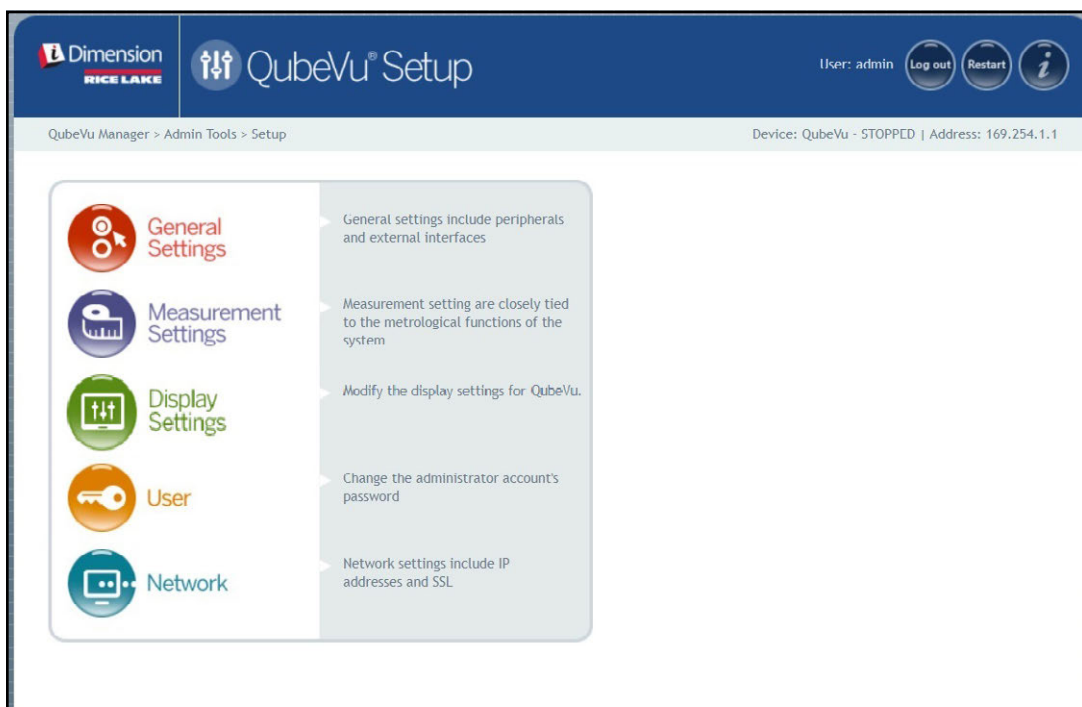 iDimension
RICE LAKE
QubeVu® Setup
User: admin
Log out
Restart
i
QubeVu Manager > Admin Tools > Setup
Device: QubeVu - STOPPED | Address: 169.254.1.1
General
Settings
General settings include peripherals
and external interfaces
Measurement
Settings
Measurement setting are closely tied
to the metrological functions of the
system
Display
Settings
Modify the display settings for QubeVu.
User
Change the administrator account's
password
Network
Network settings include IP
addresses and SSL